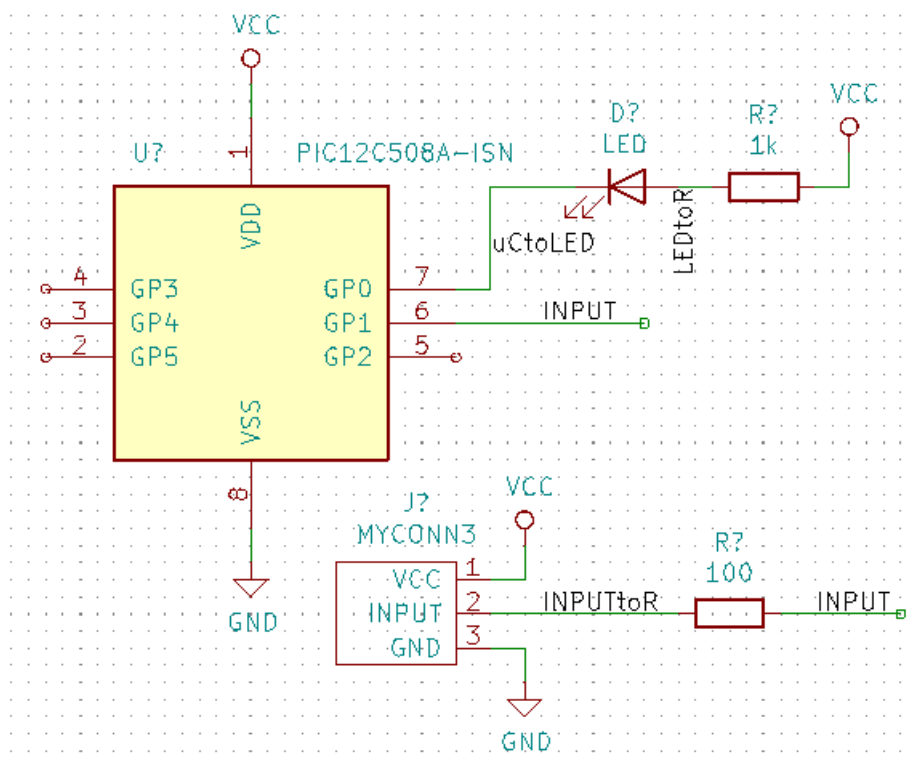 VCC
VCC
D?
LED
R?
1k
U?
1
PIC12C508A-ISN
VDD
uCtoLED
LEDtoR
4
GP3
GP0
7
3
GP4
GP1
6
INPUT
2
GP5
GP2
5
VSS
8
GND
VCC
J?
MYCONN3
VCC
1
INPUT
2
INPUTtoR
GND
3
R?
100
INPUT
GND